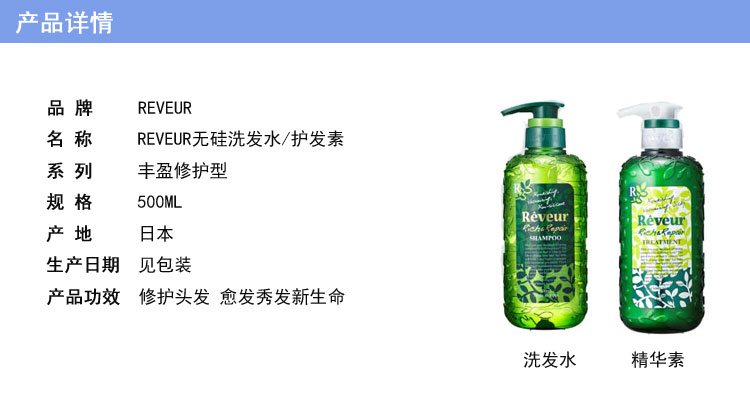 产品详情
品 牌 REVEUR
名 称 REVEUR无硅洗发水/护发素
系 列 丰盈修护型
规 格 500ML
产 地 日本
生产日期 见包装
产品功效 修护头发 愈发秀发新生命
R
Rêveur
Rich & Repair
SHAMPOO
R
Rêveur
Rich & Repair
TREATMENT
洗发水
精华素